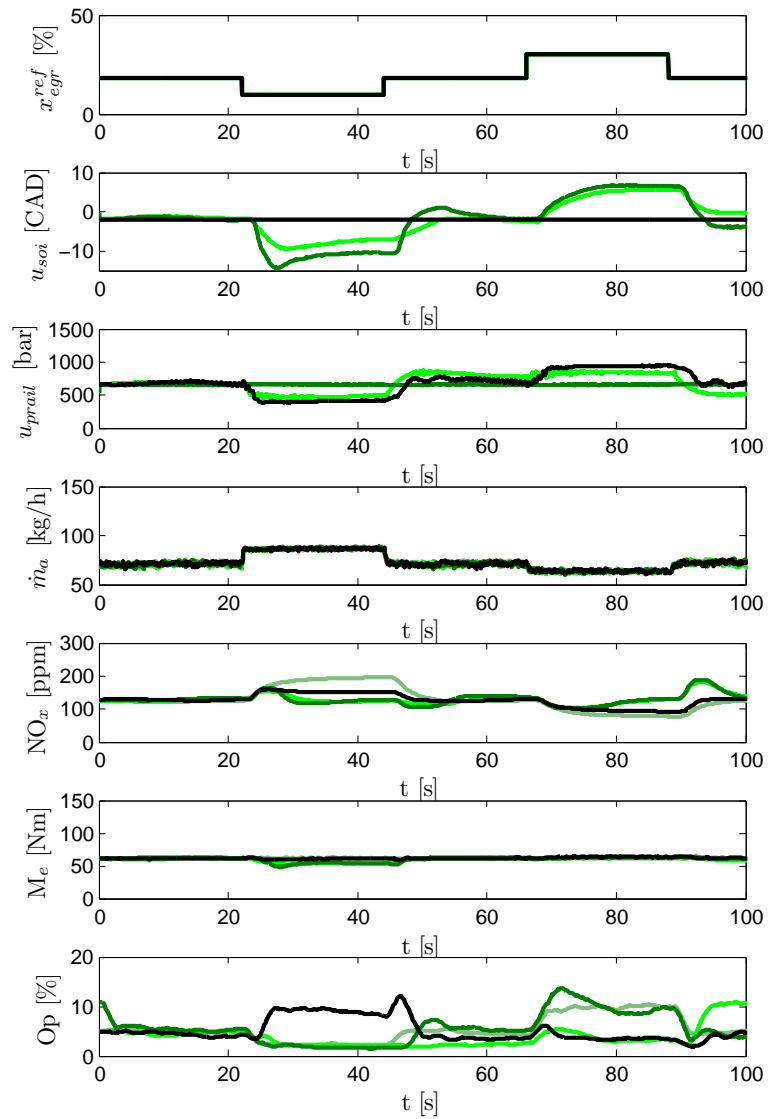 50
0
x_{egr}^{ref} [%]
0 20 40 60 80 100
t [s]
10
0
−10
u_{soi} [CAD]
0 20 40 60 80 100
t [s]
1500
1000
500
0
u_{prail} [bar]
0 20 40 60 80 100
t [s]
150
100
50
ṁ_a [kg/h]
0 20 40 60 80 100
t [s]
300
200
100
0
NO_x [ppm]
0 20 40 60 80 100
t [s]
150
100
50
0
M_e [Nm]
0 20 40 60 80 100
t [s]
20
10
0
Op [%]
0 20 40 60 80 100
t [s]